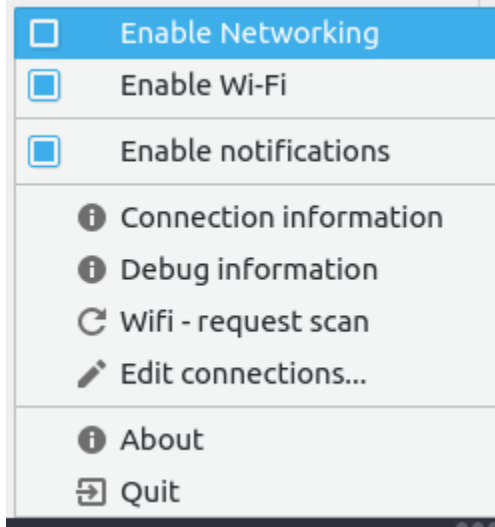 Enable Networking
Enable Wi-Fi
Enable notifications
Connection information
Debug information
Wifi - request scan
Edit connections...
About
Quit